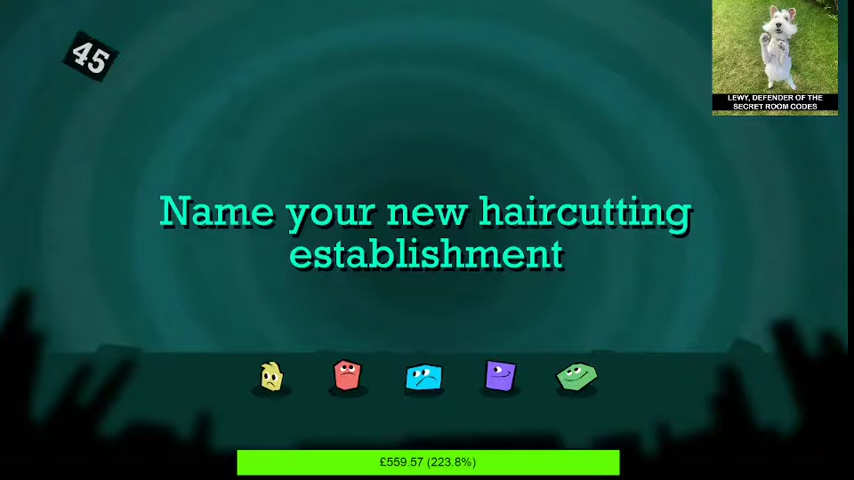 45
LEWY, DEFENDER OF THE
SECRET ROOM CODES
Name your new haircutting
establishment
£559.57 (223.8%)